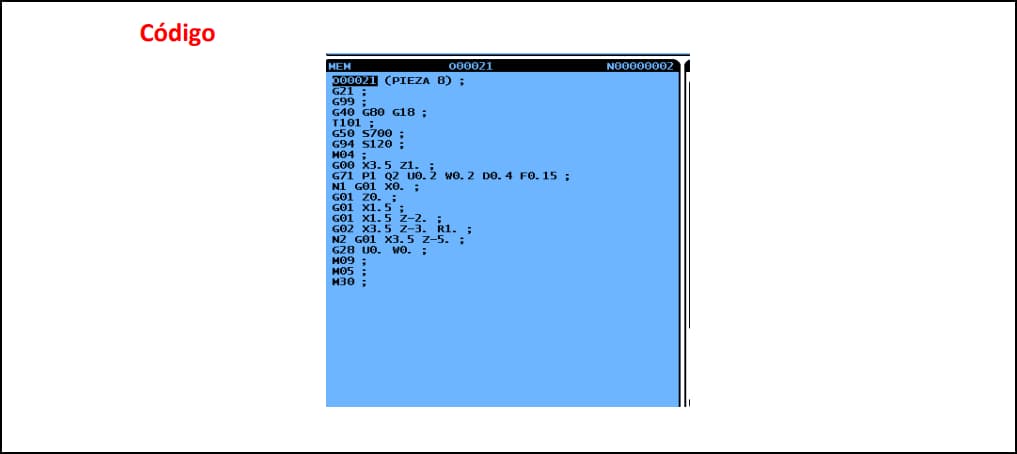 Código
MEM O00021 N00000002
O00021 (PIEZA 8) ;
G21 ;
G99 ;
G40 G80 G18 ;
T101 ;
G50 S700 ;
G94 S120 ;
M04 ;
G00 X3.5 Z1. ;
G71 P1 Q2 U0.2 W0.2 D0.4 F0.15 ;
N1 G01 X0. ;
G01 Z0. ;
G01 X1.5 ;
G01 X1.5 Z-2. ;
G02 X3.5 Z-3. R1. ;
N2 G01 X3.5 Z-5. ;
G28 U0. W0. ;
M09 ;
M05 ;
M30 ;